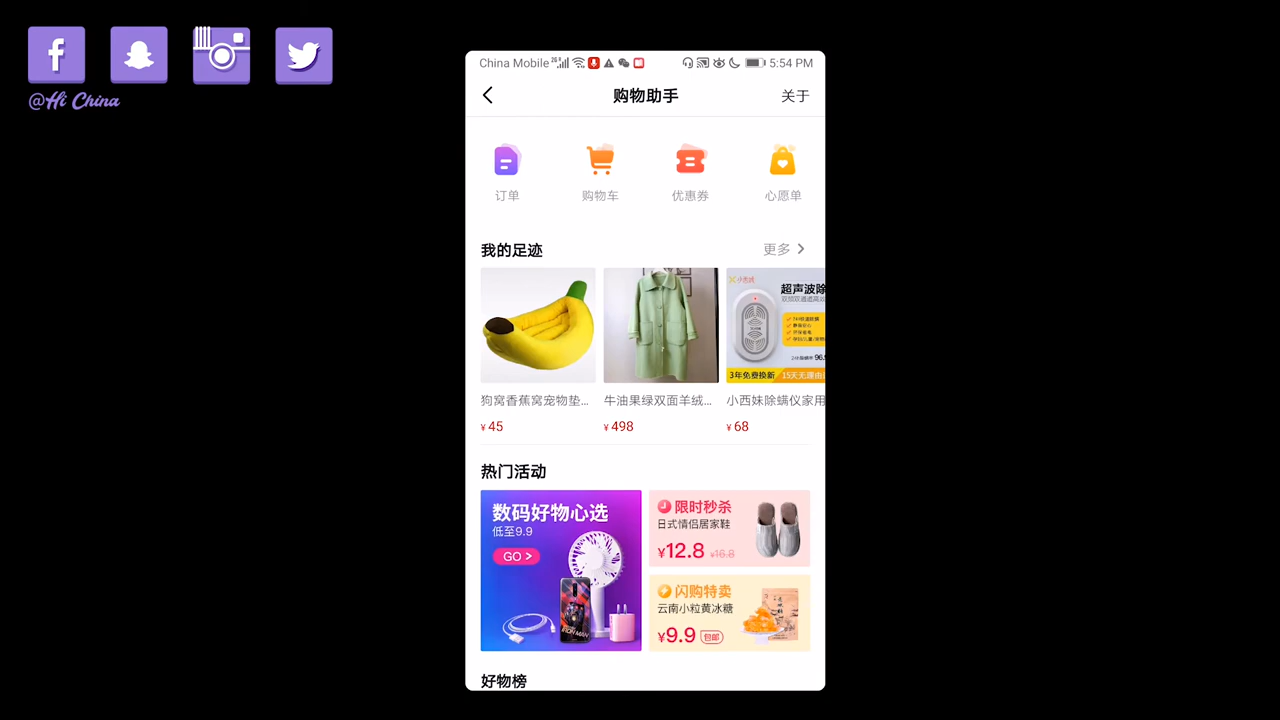 @Hi China
China Mobile 5:54 PM
购物助手
关于
订单
购物车
优惠券
心愿单
我的足迹
更多
小西妹
超声波除
3年免费换新
15天无理由
狗窝香蕉窝宠物垫...
牛油果绿双面羊绒...
小西妹除螨仪家用
¥45
¥498
¥68
热门活动
数码好物心选
低至9.9
GO >
IRON MAN
限时秒杀
日式情侣居家鞋
¥12.8 ¥16.8
闪购特卖
云南小粒黄冰糖
¥9.9 包邮
好物榜